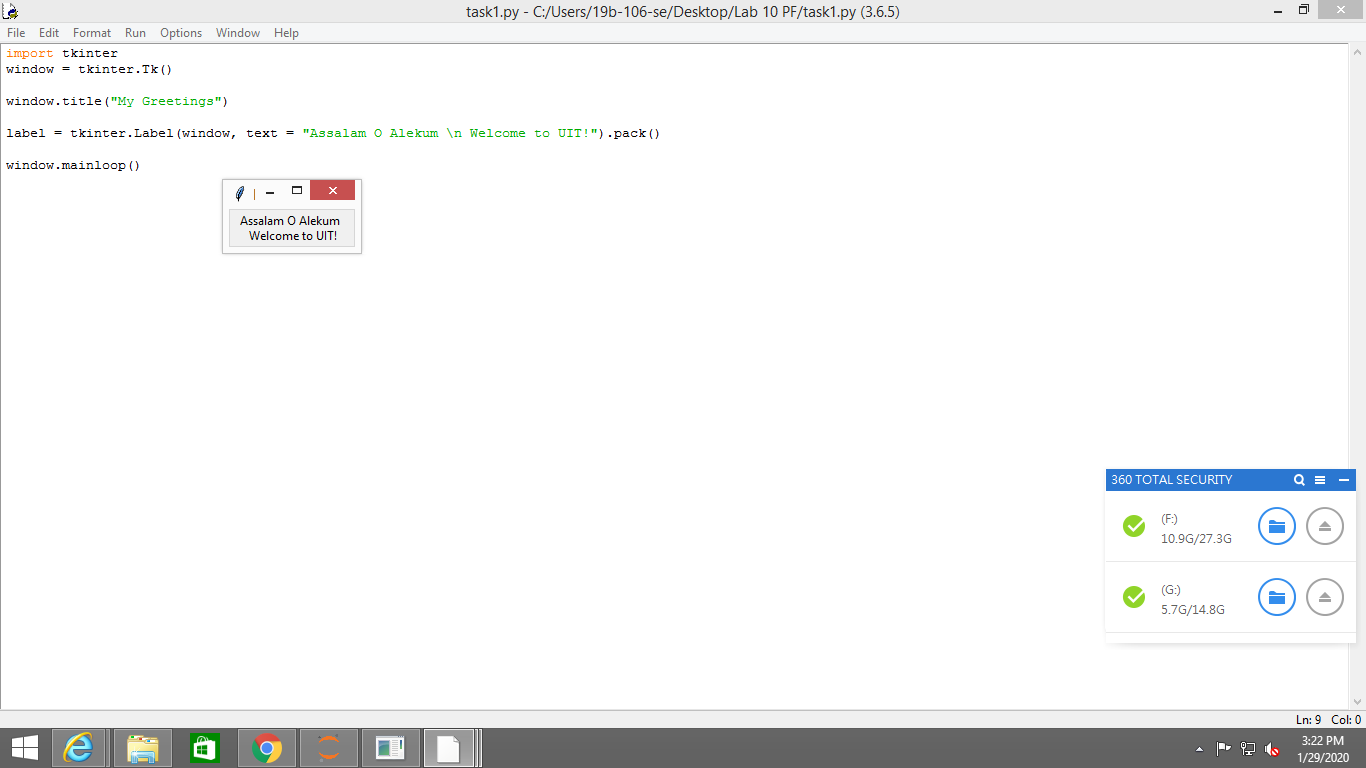 task1.py - C:/Users/19b-106-se/Desktop/Lab 10 PF/task1.py (3.6.5)
File Edit Format Run Options Window Help
import tkinter
window = tkinter.Tk()
window.title("My Greetings")
label = tkinter.Label(window, text = "Assalam O Alekum \n Welcome to UIT!").pack()
window.mainloop()
Assalam O Alekum
Welcome to UIT!
360 TOTAL SECURITY
(F:)
10.9G/27.3G
(G:)
5.7G/14.8G
Ln: 9 Col: 0
3:22 PM
1/29/2020